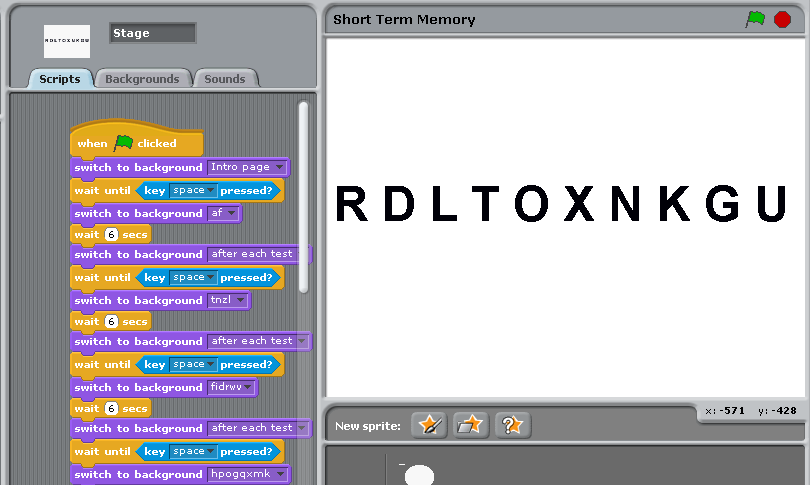 RDLTOXNKGU
Stage
Scripts Backgrounds Sounds
when clicked
switch to background Intro page
wait until key space pressed?
switch to background af
wait 6 secs
switch to background after each test
wait until key space pressed?
switch to background tnzl
wait 6 secs
switch to background after each test
wait until key space pressed?
switch to background fidrwv
wait 6 secs
switch to background after each test
wait until key space pressed?
switch to background hpogqxmk
Short Term Memory
R D L T O X N K G U
x: -571 y: -428
New sprite: